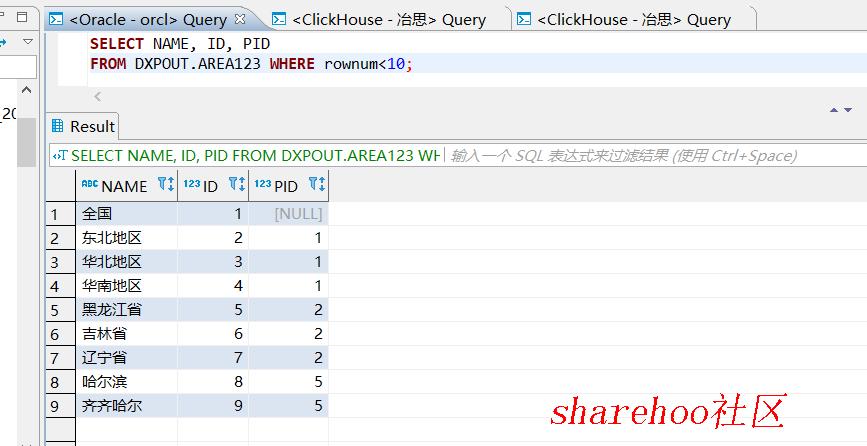 <Oracle - orcl> Query
<ClickHouse - 冶思> Query
<ClickHouse - 冶思> Query
SELECT NAME, ID, PID
FROM DXPOUT.AREA123 WHERE rownum<10;
_20
Result
SELECT NAME, ID, PID FROM DXPOUT.AREA123 WH 输入一个 SQL 表达式来过滤结果 (使用 Ctrl+Space)
ABC NAME 123 ID 123 PID
1 全国 1 [NULL]
2 东北地区 2 1
3 华北地区 3 1
4 华南地区 4 1
5 黑龙江省 5 2
6 吉林省 6 2
7 辽宁省 7 2
8 哈尔滨 8 5
9 齐齐哈尔 9 5
sharehoo社区